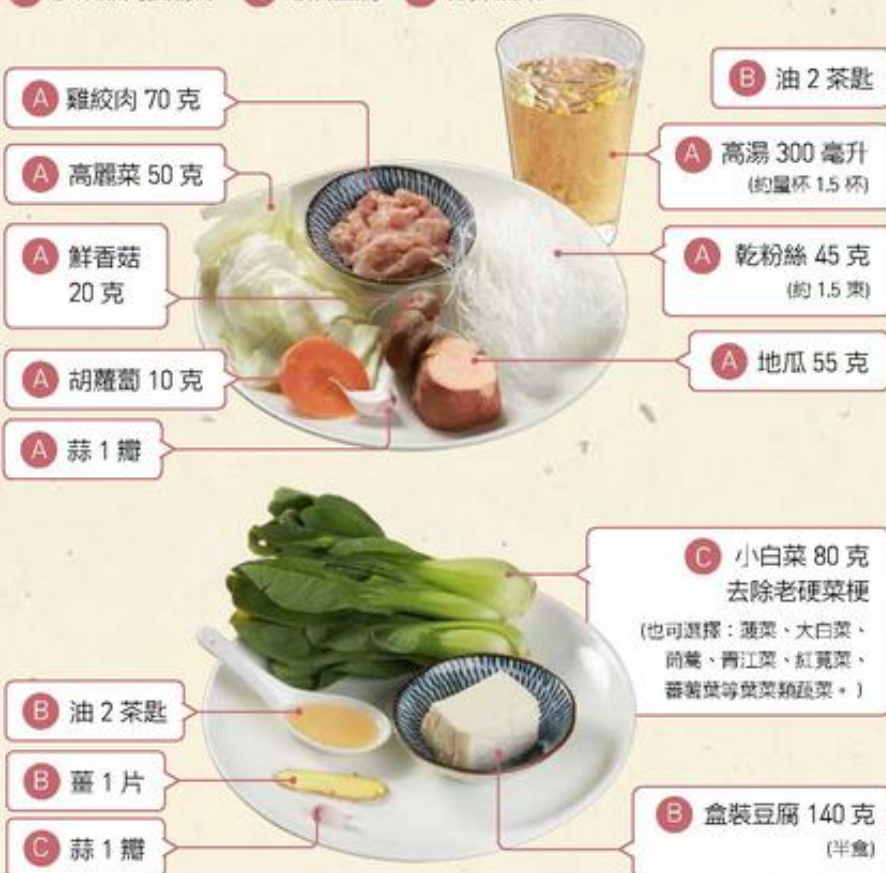 A 雞絞肉 70 克
B 油 2 茶匙
A 高麗菜 50 克
A 高湯 300 毫升
(約量杯 1.5 杯)
A 鮮香菇
20 克
A 乾粉絲 45 克
(約 1.5 束)
A 胡蘿蔔 10 克
A 地瓜 55 克
A 蒜 1 瓣
C 小白菜 80 克
去除老硬菜梗
(也可選擇：菠菜、大白菜、
茼蒿、青江菜、紅莧菜、
蕃薯葉等葉菜類蔬菜。)
B 油 2 茶匙
B 薑 1 片
B 盒裝豆腐 140 克
(半盒)
C 蒜 1 瓣